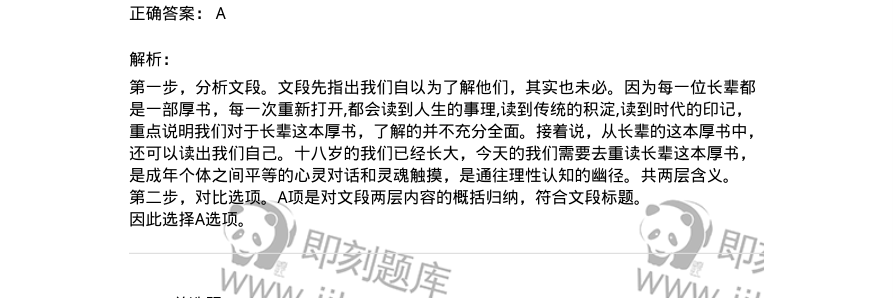 正确答案： A
解析：
第一步，分析文段。文段先指出我们自以为了解他们，其实也未必。因为每一位长辈都
是一部厚书，每一次重新打开,都会读到人生的事理,读到传统的积淀,读到时代的印记，
重点说明我们对于长辈这本厚书，了解的并不充分全面。接着说，从长辈的这本厚书中，
还可以读出我们自己。十八岁的我们已经长大，今天的我们需要去重读长辈这本厚书，
是成年个体之间平等的心灵对话和灵魂触摸，是通往理性认知的幽径。共两层含义。
第二步，对比选项。A项是对文段两层内容的概括归纳，符合文段标题。
因此选择A选项。
即刻题库
即刻